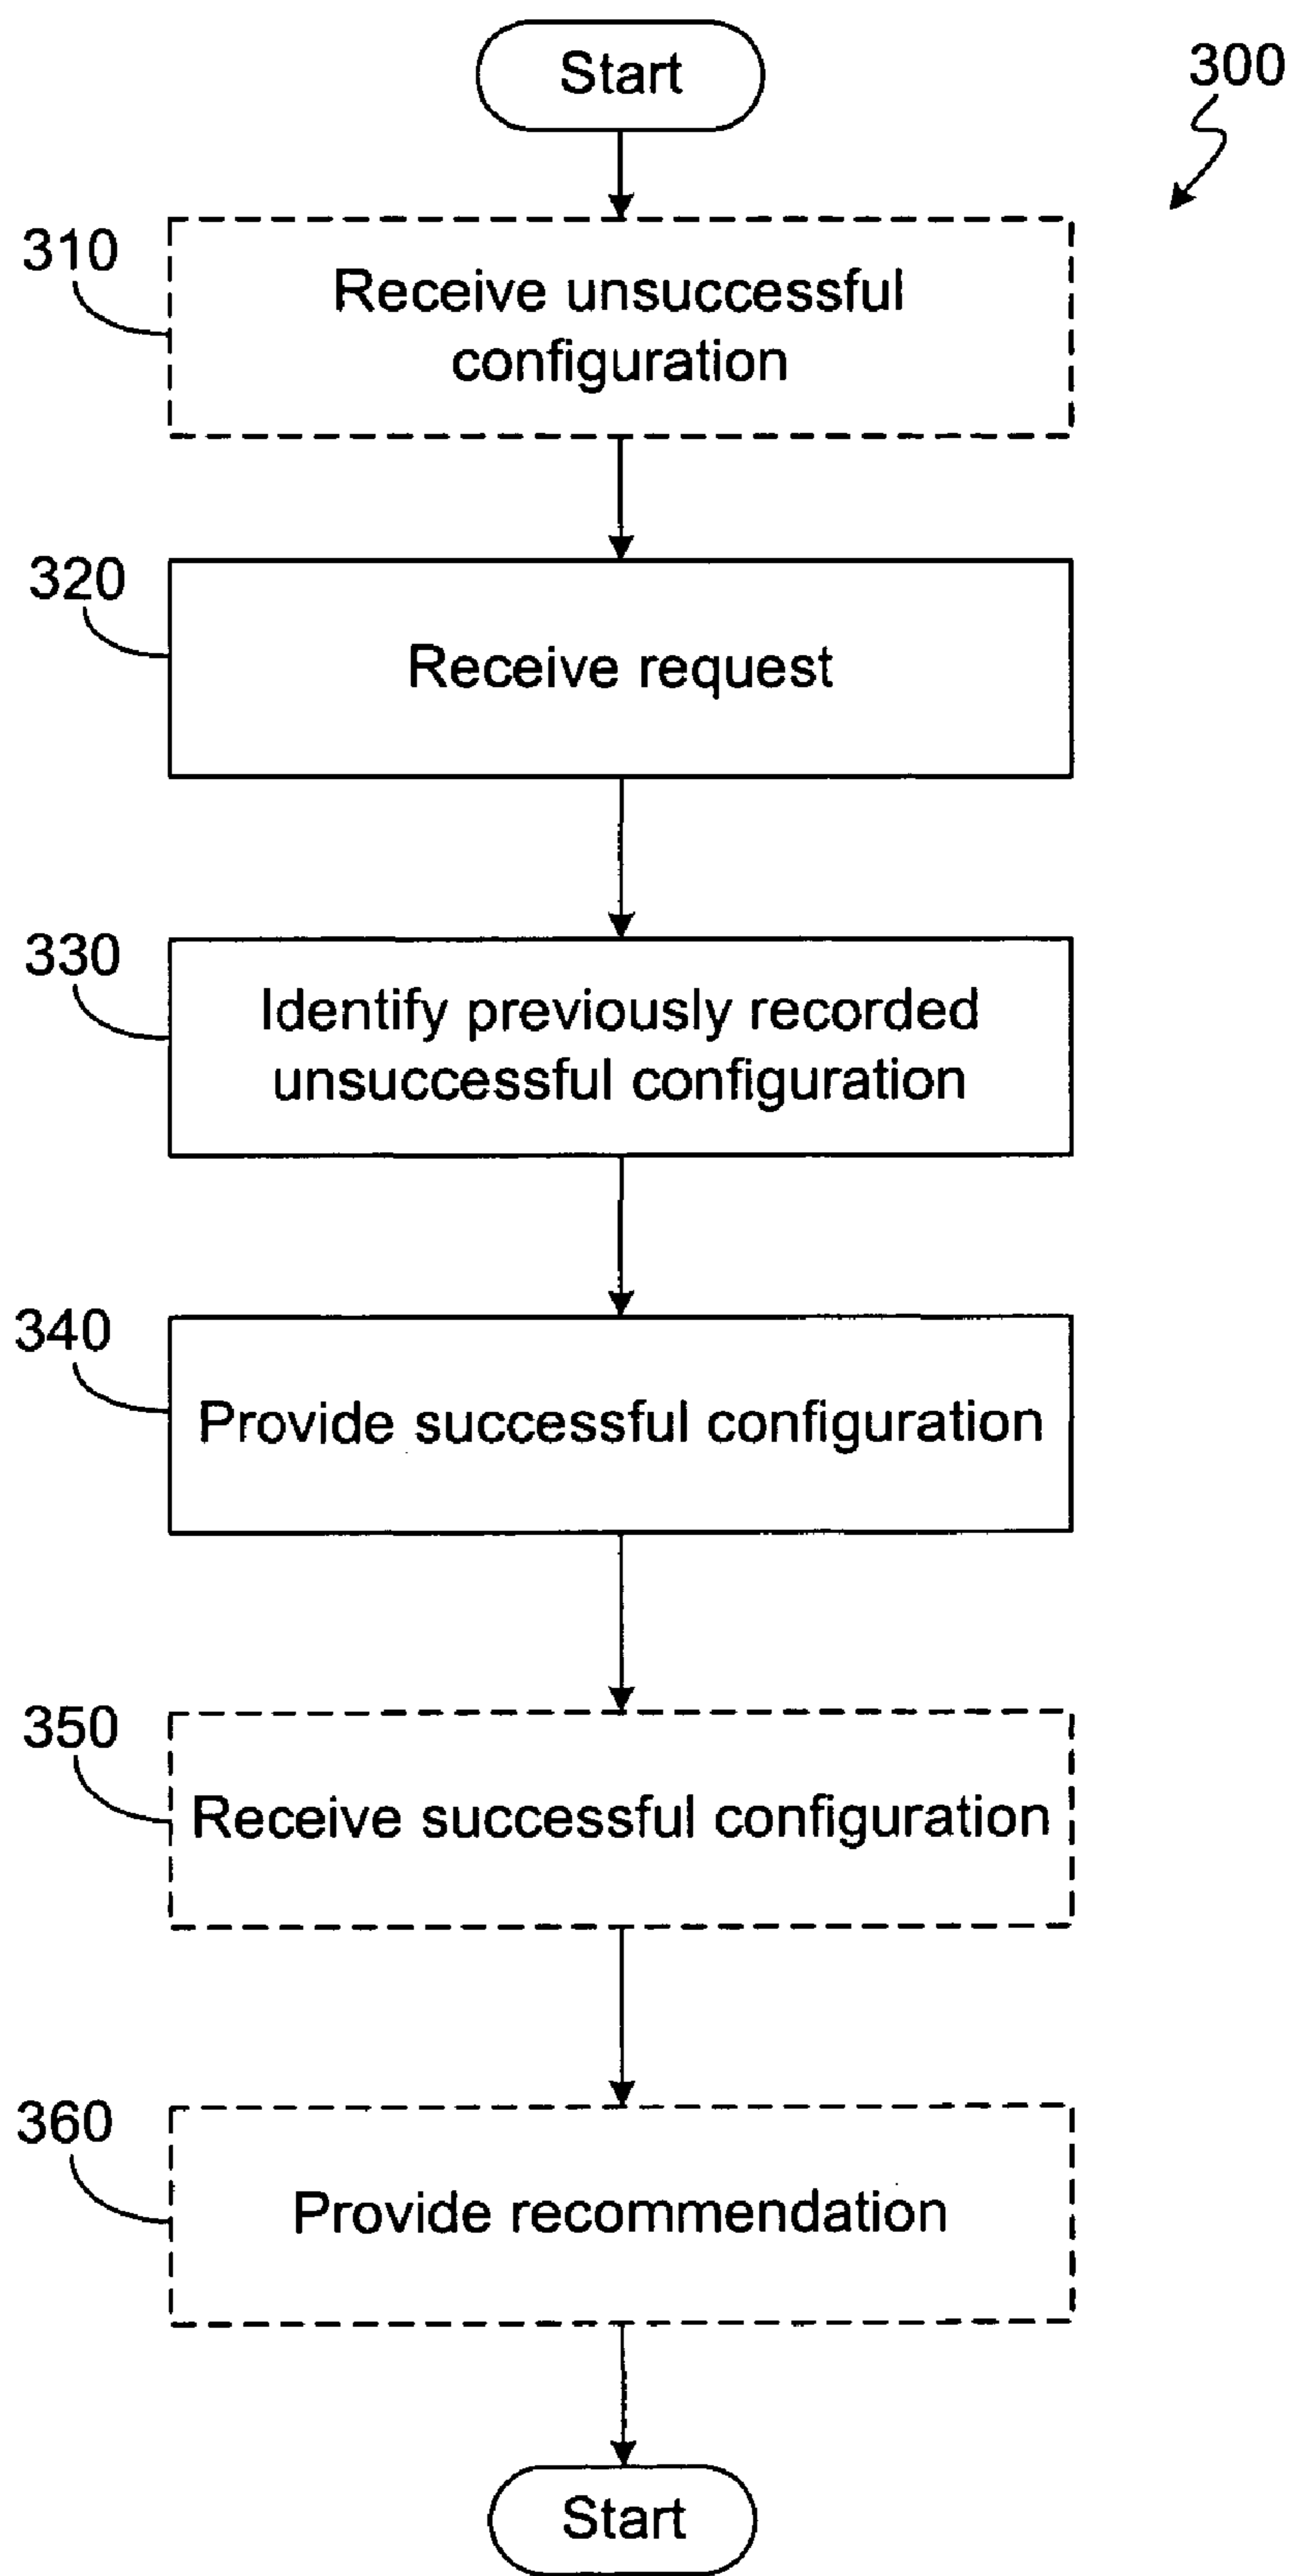 Start
300
310
Receive unsuccessful
configuration
320
Receive request
330
Identify previously recorded
unsuccessful configuration
340
Provide successful configuration
350
Receive successful configuration
360
Provide recommendation
Start